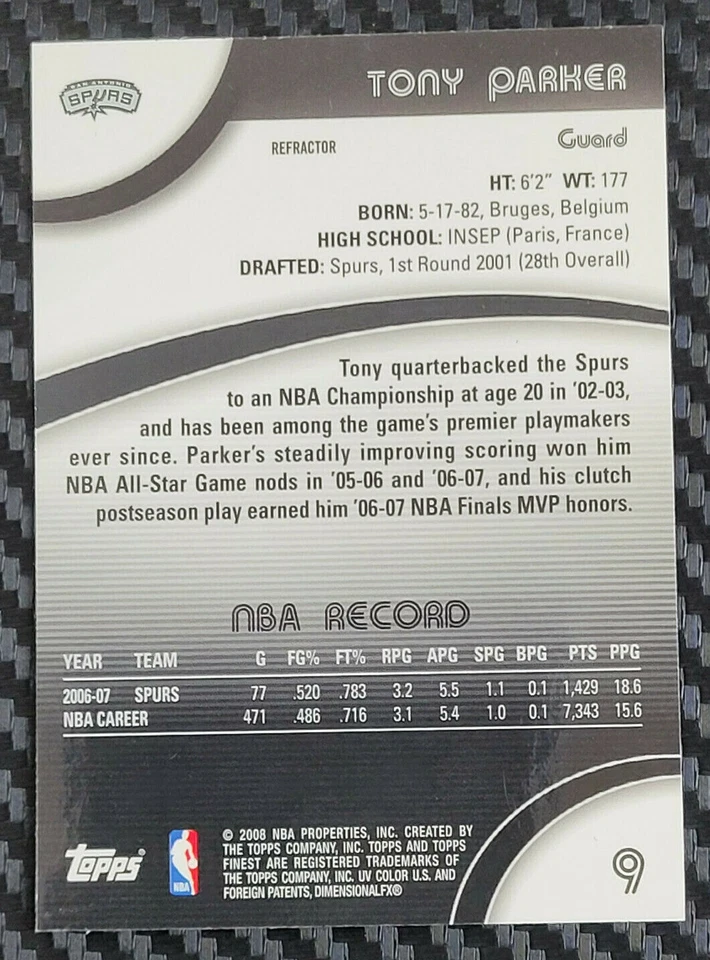 SAN ANTONIO
SPURS
TONY PARKER
REFRACTOR
Guard
HT: 6'2" WT: 177
BORN: 5-17-82, Bruges, Belgium
HIGH SCHOOL: INSEP (Paris, France)
DRAFTED: Spurs, 1st Round 2001 (28th Overall)
Tony quarterbacked the Spurs
to an NBA Championship at age 20 in '02-03,
and has been among the game's premier playmakers
ever since. Parker's steadily improving scoring won him
NBA All-Star Game nods in '05-06 and '06-07, and his clutch
postseason play earned him '06-07 NBA Finals MVP honors.
NBA RECORD
YEAR TEAM G FG% FT% RPG APG SPG BPG PTS PPG
2006-07 SPURS 77 .520 .783 3.2 5.5 1.1 0.1 1,429 18.6
NBA CAREER 471 .486 .716 3.1 5.4 1.0 0.1 7,343 15.6
topps®
NBA
© 2008 NBA PROPERTIES, INC. CREATED BY
THE TOPPS COMPANY, INC. TOPPS AND TOPPS
FINEST ARE REGISTERED TRADEMARKS OF
THE TOPPS COMPANY, INC. UV COLOR U.S. AND
FOREIGN PATENTS, DIMENSIONALFX®
9